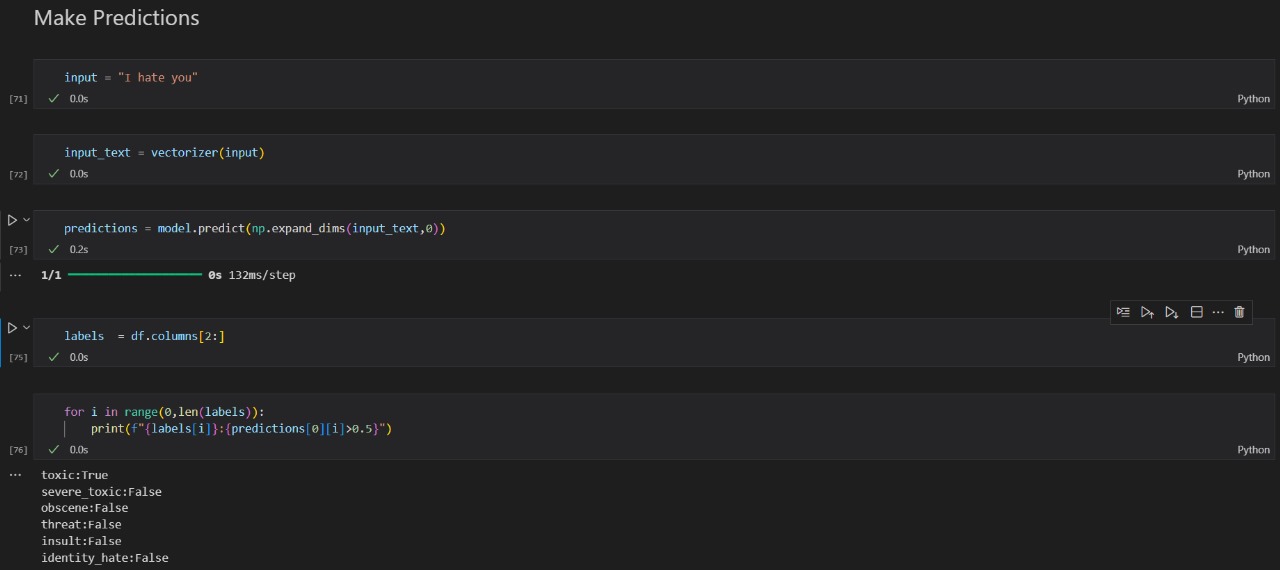 Make Predictions
input = "I hate you"
[71] 0.0s Python
input_text = vectorizer(input)
[72] 0.0s Python
predictions = model.predict(np.expand_dims(input_text,0))
[73] 0.2s Python
... 1/1 0s 132ms/step
labels  = df.columns[2:]
[75] 0.0s Python
for i in range(0,len(labels)):
    print(f"{labels[i]}:{predictions[0][i]>0.5}")
[76] 0.0s Python
... toxic:True
severe_toxic:False
obscene:False
threat:False
insult:False
identity_hate:False